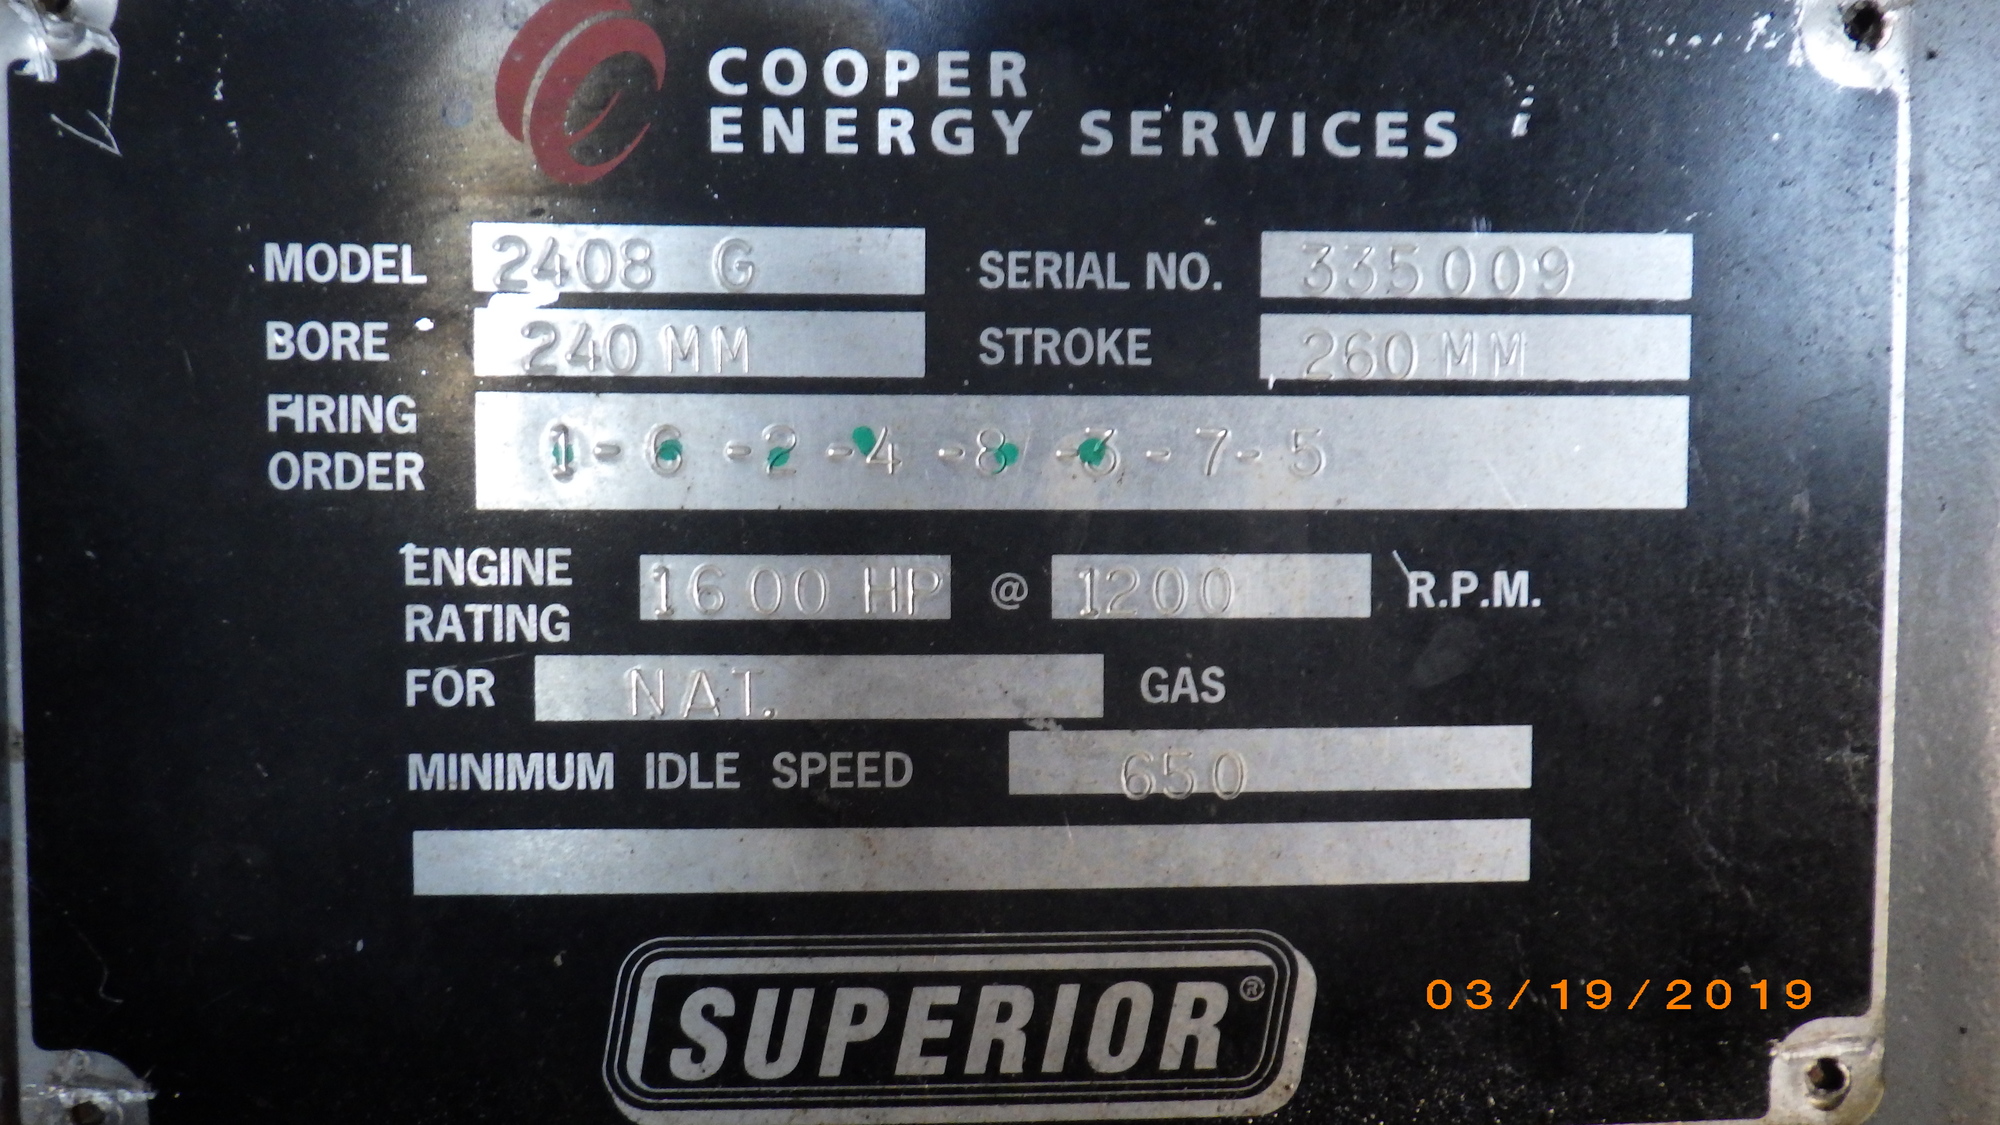 COOPER
ENERGY SERVICES
MODEL 2408 G SERIAL NO. 335009
BORE 240 MM STROKE 260 MM
FIRING
ORDER 1-6-2-4-8-3-7-5
ENGINE
RATING 1600 HP @ 1200 R.P.M.
FOR NAT. GAS
MINIMUM IDLE SPEED 650
SUPERIOR®
03/19/2019